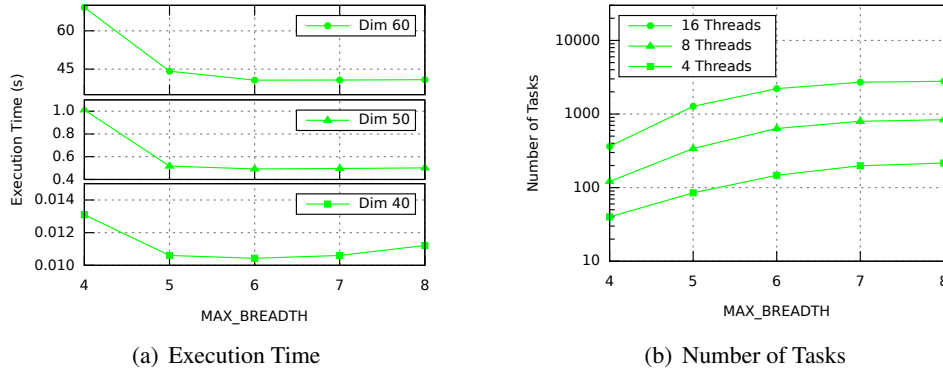 Execution Time (s)
60
45
Dim 60
1.0
0.8
0.6
0.4
Dim 50
0.014
0.012
0.010
Dim 40
4 5 6 7 8
MAX_BREADTH
(a) Execution Time
Number of Tasks
10000
1000
100
10
16 Threads
8 Threads
4 Threads
4 5 6 7 8
MAX_BREADTH
(b) Number of Tasks